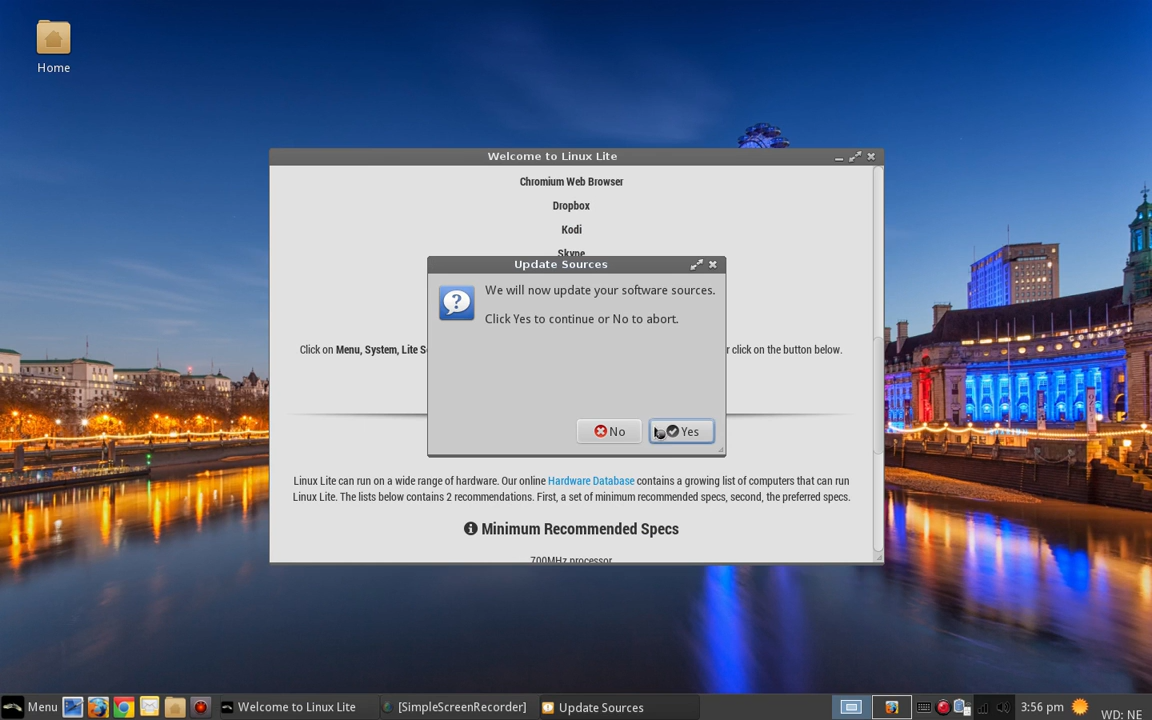 Home
Welcome to Linux Lite
Chromium Web Browser
Dropbox
Kodi
Skype
Update Sources
We will now update your software sources.
Click Yes to continue or No to abort.
No
Yes
Click on Menu, System, Lite S
r click on the button below.
Linux Lite can run on a wide range of hardware. Our online Hardware Database contains a growing list of computers that can run
Linux Lite. The lists below contains 2 recommendations. First, a set of minimum recommended specs, second, the preferred specs.
Minimum Recommended Specs
700MHz processor
Menu
Welcome to Linux Lite
[SimpleScreenRecorder]
Update Sources
3:56 pm
WD: NE